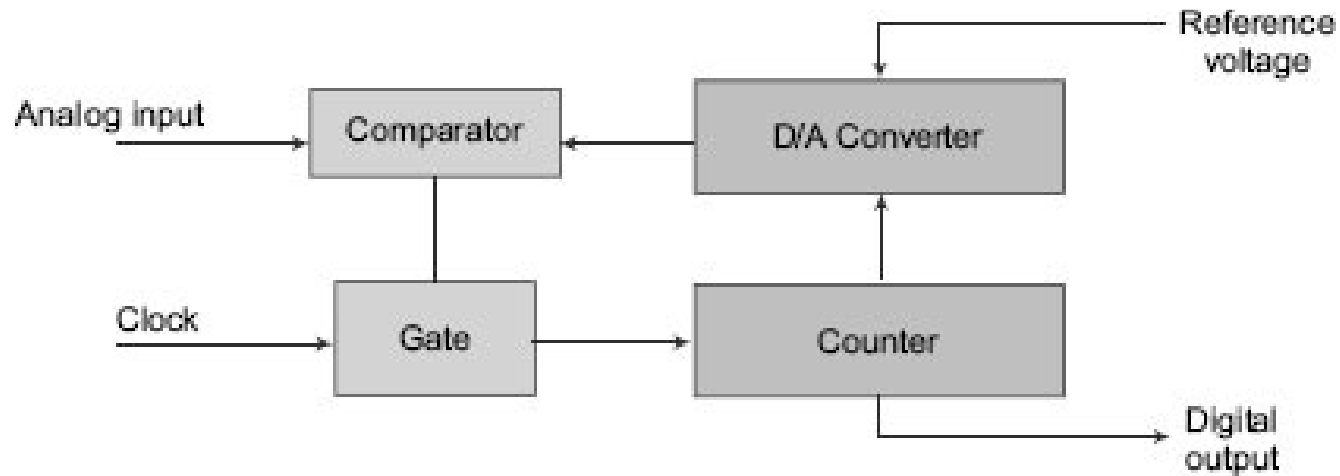 Reference
voltage
Analog input
Comparator
D/A Converter
Clock
Gate
Counter
Digital
output